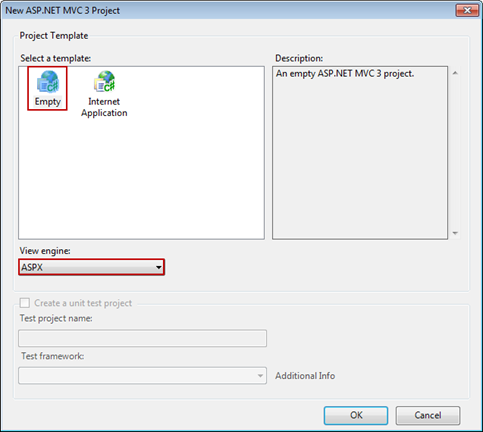 New ASP.NET MVC 3 Project
Project Template
Select a template:
Description:
Empty
Internet
Application
An empty ASP.NET MVC 3 project.
View engine:
ASPX
Create a unit test project
Test project name:
Test framework:
Additional Info
OK
Cancel